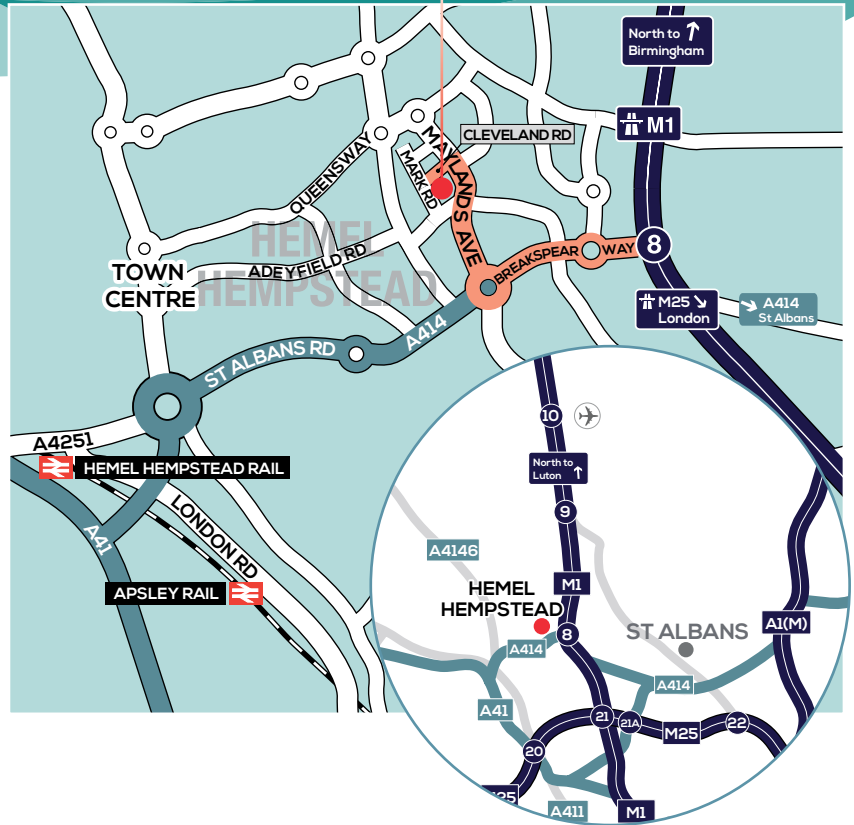 North to
Birmingham
M1
CLEVELAND RD
MAYLANDS AVE
MARK RD
QUEENSWAY
HEMEL
HEMPSTEAD
ADEYFIELD RD
BREAKSPEAR WAY
8
TOWN
CENTRE
M25
London
A414
St Albans
ST ALBANS RD
A414
A4251
HEMEL HEMPSTEAD RAIL
LONDON RD
A41
APSLEY RAIL
10
North to
Luton
9
A4146
M1
HEMEL
HEMPSTEAD
8
ST ALBANS
A1(M)
A414
A414
A41
21
21A
M25
22
20
25
A411
M1